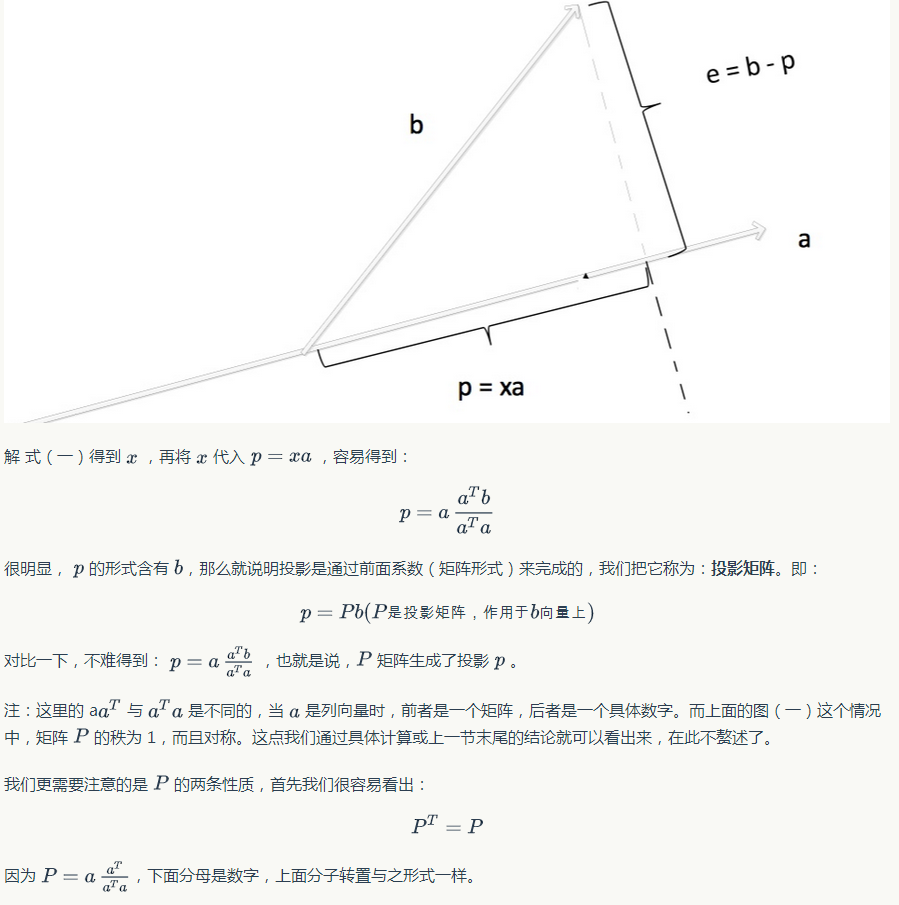 e = b - p
b
a
p = xa
解 式（一）得到 x ，再将 x 代入 p = xa ，容易得到：
p = a \frac{a^T b}{a^T a}
很明显， p 的形式含有 b，那么就说明投影是通过前面系数（矩阵形式）来完成的，我们把它称为：投影矩阵。即：
p = Pb(P是投影矩阵，作用于b向量上)
对比一下，不难得到： p = a \frac{a^T b}{a^T a} ，也就是说，P 矩阵生成了投影 p 。
注：这里的 aa^T 与 a^T a 是不同的，当 a 是列向量时，前者是一个矩阵，后者是一个具体数字。而上面的图（一）这个情况
中，矩阵 P 的秩为 1，而且对称。这点我们通过具体计算或上一节末尾的结论就可以看出来，在此不赘述了。
我们更需要注意的是 P 的两条性质，首先我们很容易看出：
P^T = P
因为 P = a \frac{a^T}{a^T a} ，下面分母是数字，上面分子转置与之形式一样。